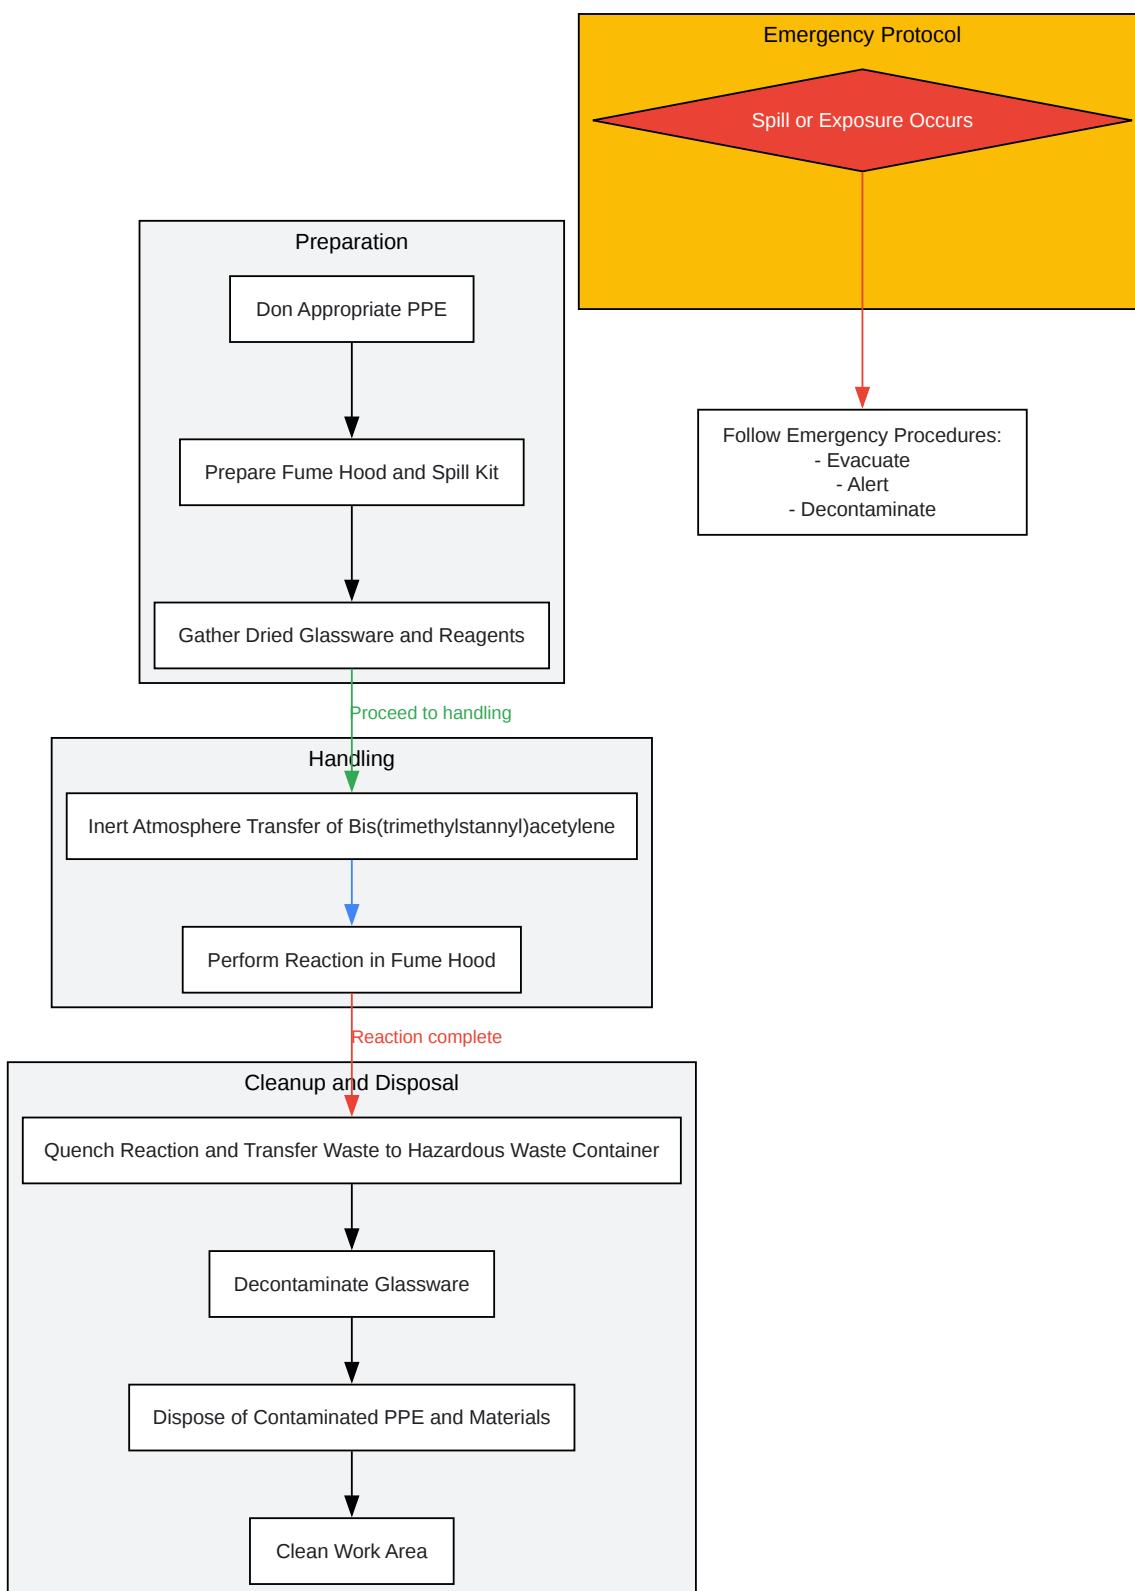 Emergency Protocol
Spill or Exposure Occurs
Preparation
Don Appropriate PPE
Follow Emergency Procedures:
- Evacuate
- Alert
- Decontaminate
Prepare Fume Hood and Spill Kit
Gather Dried Glassware and Reagents
Proceed to handling
Handling
Inert Atmosphere Transfer of Bis(trimethylstannyl)acetylene
Perform Reaction in Fume Hood
Reaction complete
Cleanup and Disposal
Quench Reaction and Transfer Waste to Hazardous Waste Container
Decontaminate Glassware
Dispose of Contaminated PPE and Materials
Clean Work Area